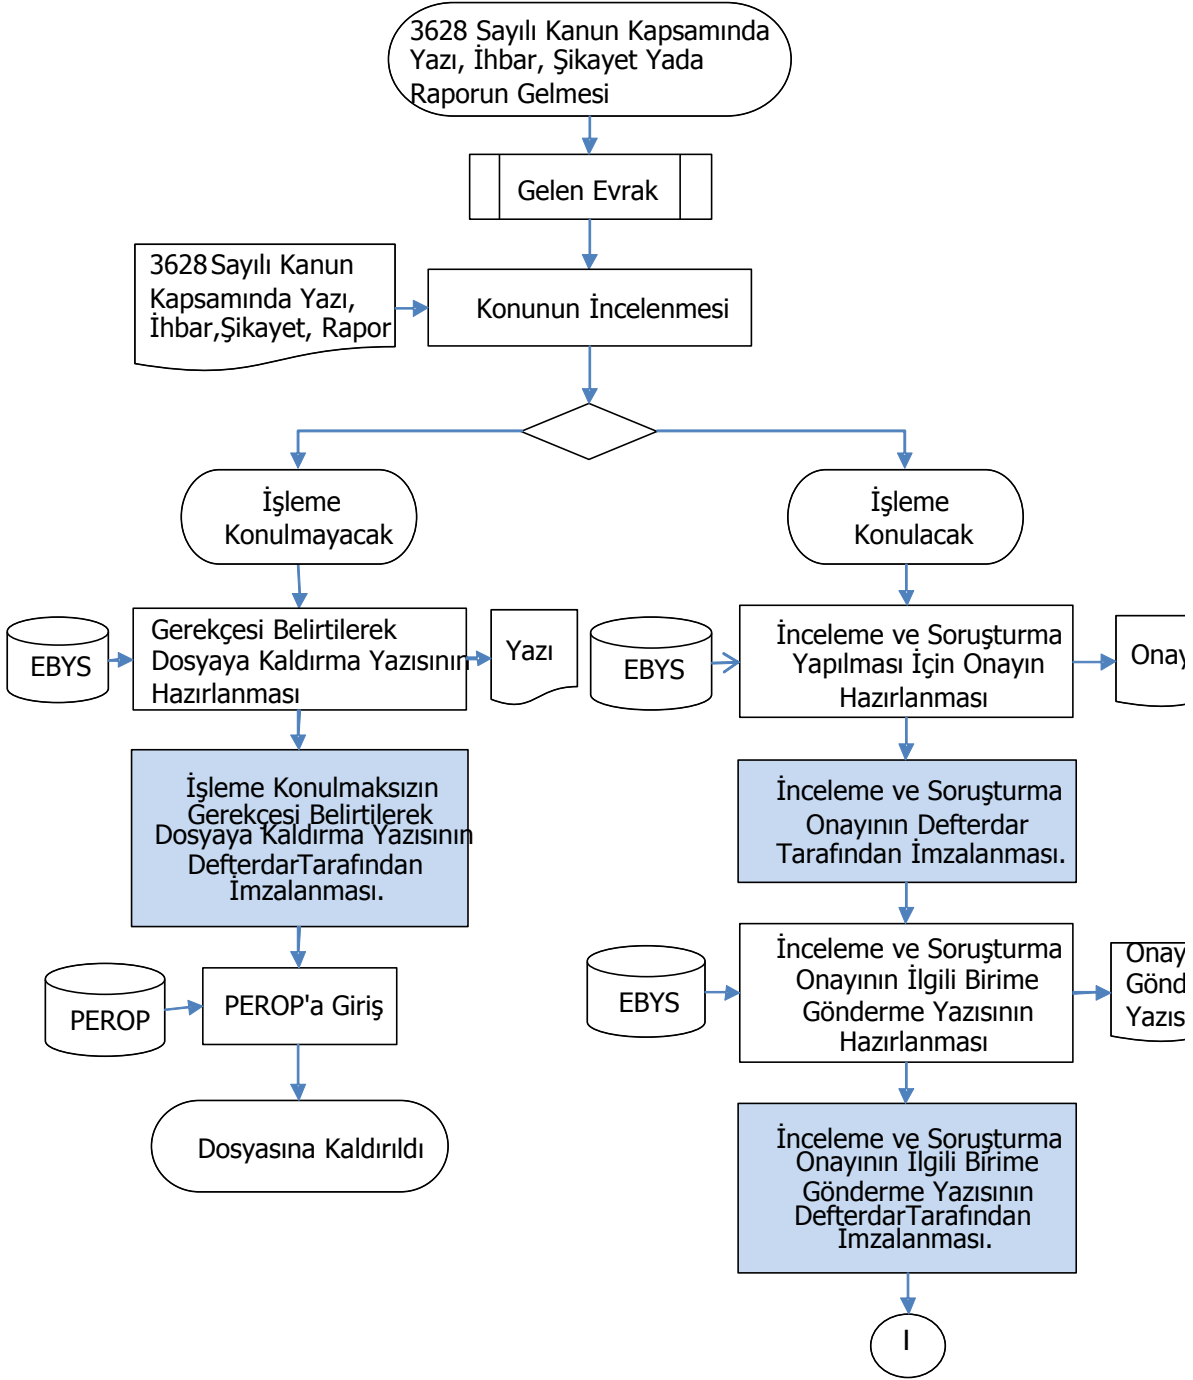 3628 Sayılı Kanun Kapsamında
Yazı, İhbar, Şikayet Yada
Raporun Gelmesi
Gelen Evrak
3628 Sayılı Kanun
Kapsamında Yazı,
İhbar,Şikayet, Rapor
Konunun İncelenmesi
İşleme
Konulmayacak
İşleme
Konulacak
EBYS
Gerekçesi Belirtilerek
Dosyaya Kaldırma Yazısının
Hazırlanması
Yazı
EBYS
İnceleme ve Soruşturma
Yapılması İçin Onayın
Hazırlanması
Onay
İşleme Konulmaksızın
Gerekçesi Belirtilerek
Dosyaya Kaldırma Yazısının
DefterdarTarafından
İmzalanması.
İnceleme ve Soruşturma
Onayının Defterdar
Tarafından İmzalanması.
PEROP
PEROP'a Giriş
EBYS
İnceleme ve Soruşturma
Onayının İlgili Birime
Gönderme Yazısının
Hazırlanması
Onay
Gönd
Yazıs
Dosyasına Kaldırıldı
İnceleme ve Soruşturma
Onayının İlgili Birime
Gönderme Yazısının
DefterdarTarafından
İmzalanması.
I